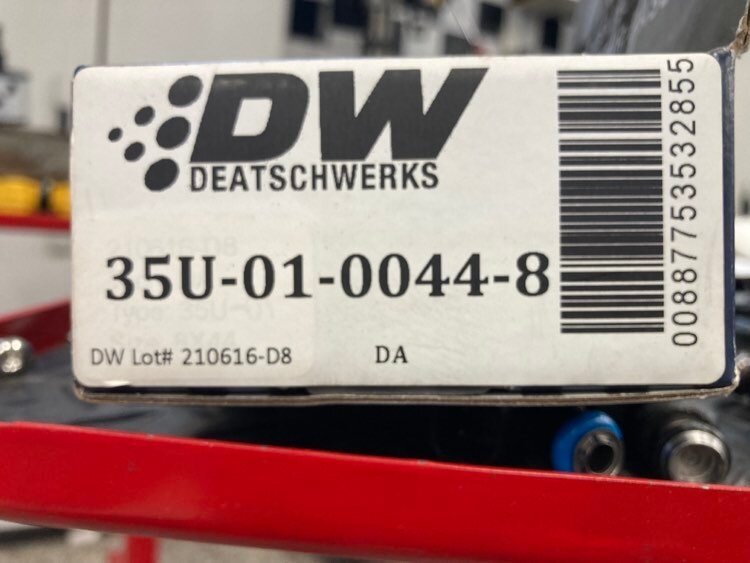 DW
DEATSCHWERKS
35U-01-0044-8
DW Lot# 210616-D8
DA
00887753532855